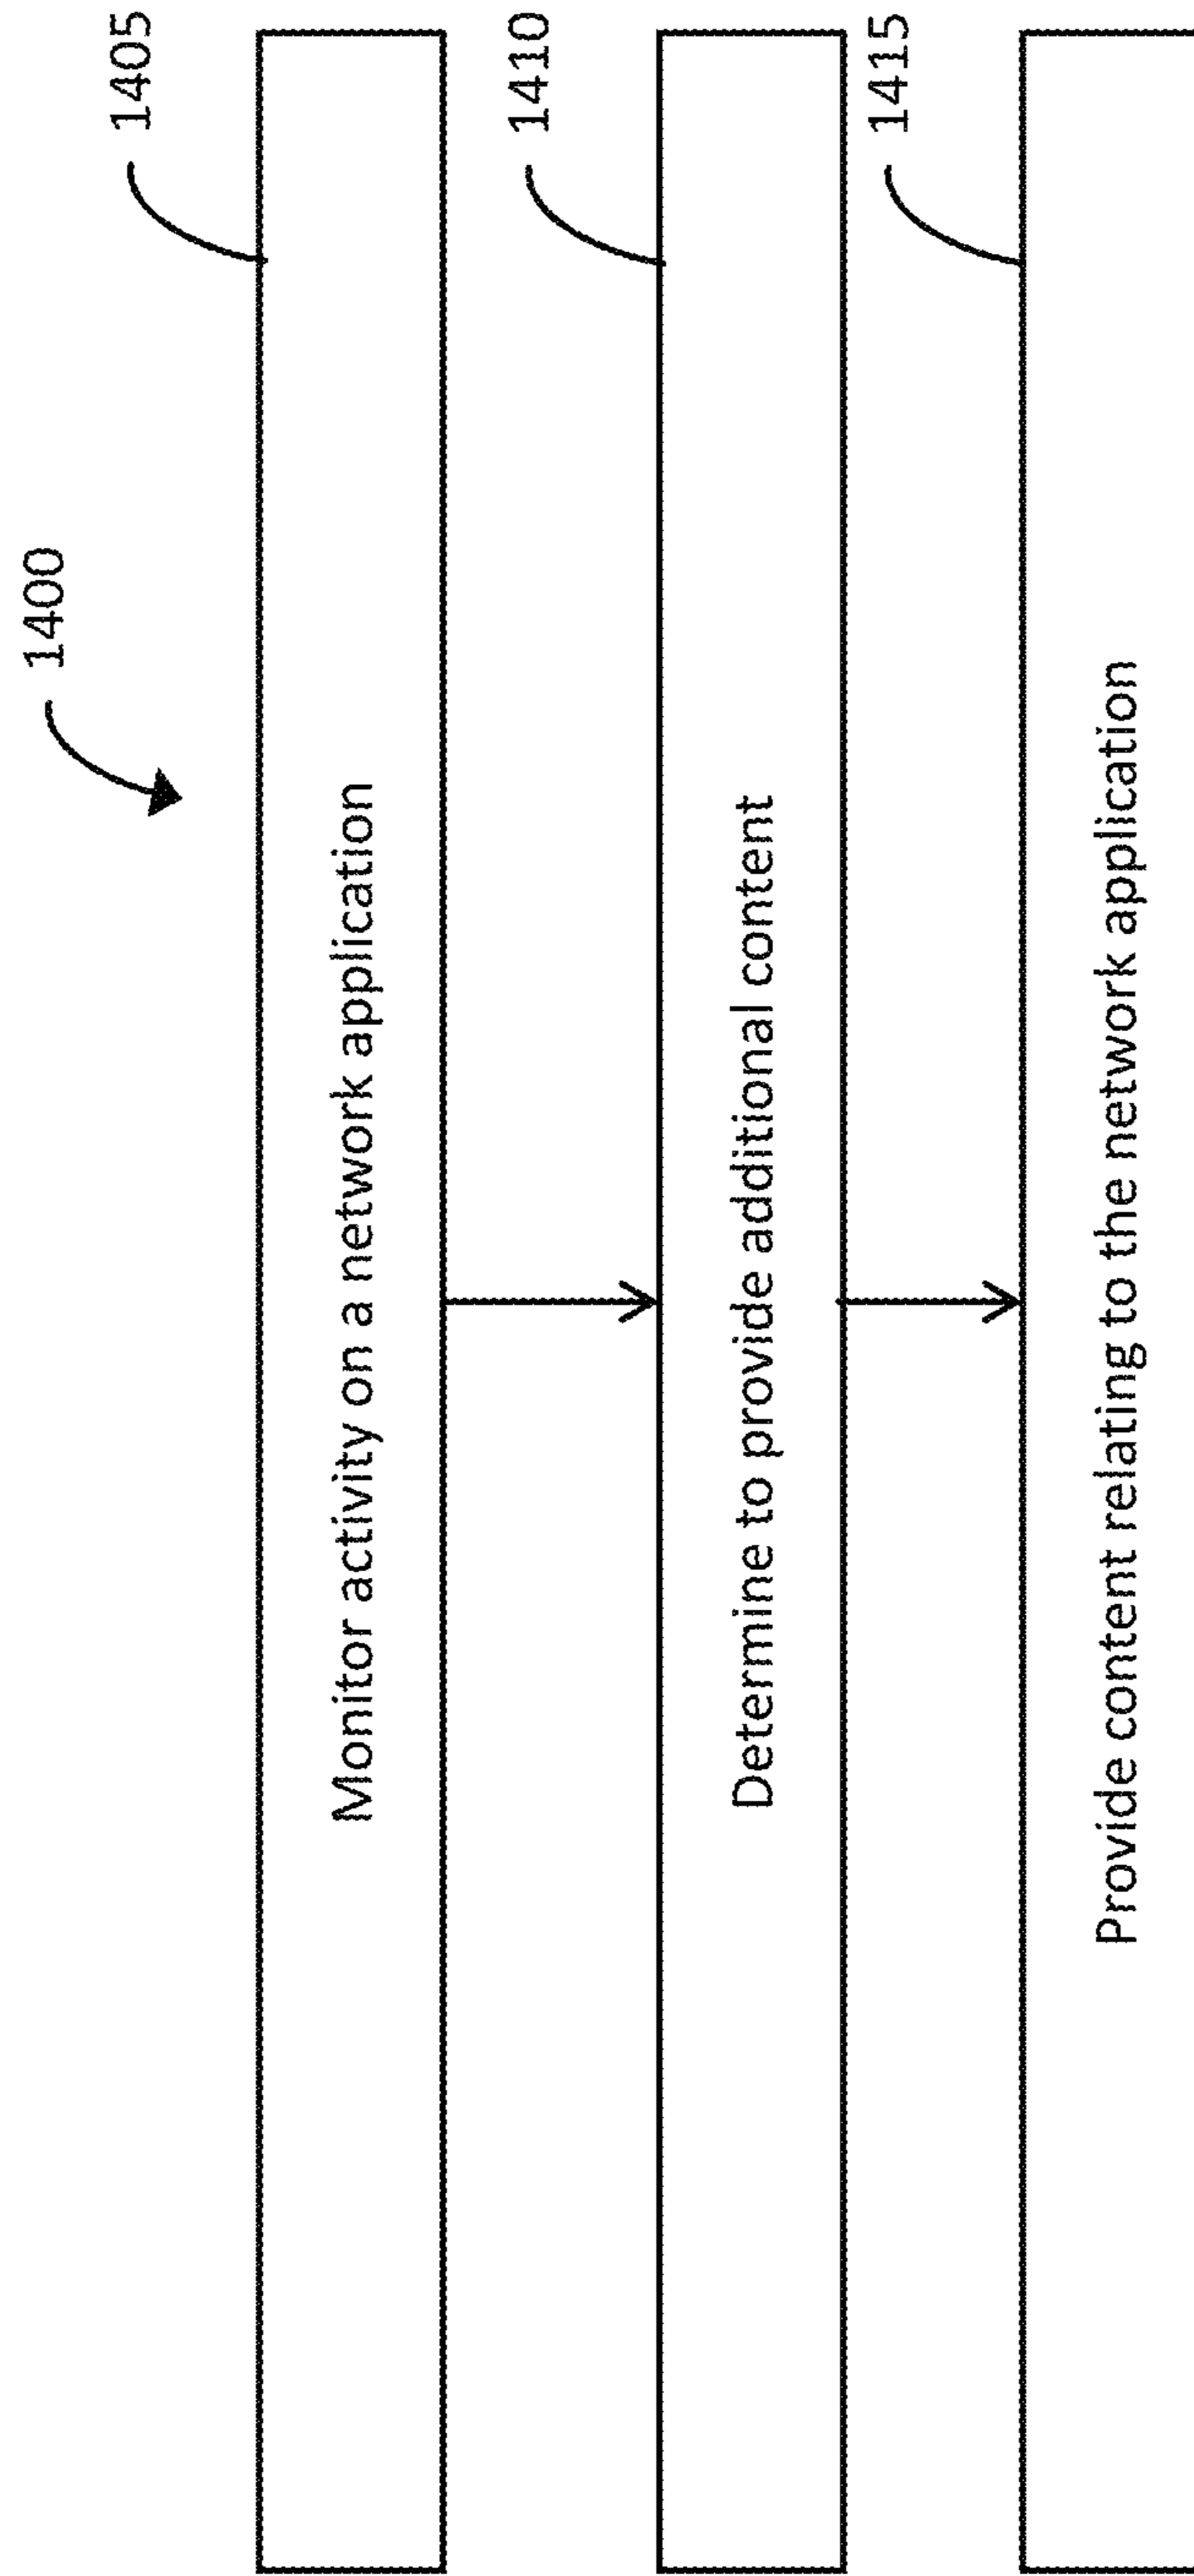 1400
1405
Monitor activity on a network application
1410
Determine to provide additional content
1415
Provide content relating to the network application